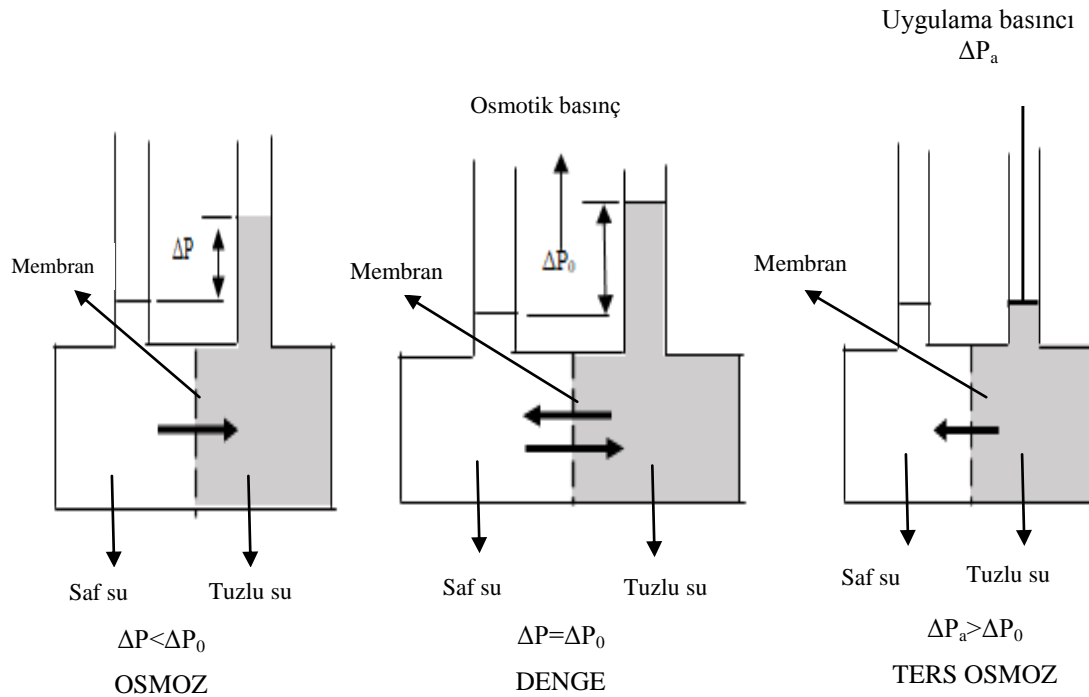 Uygulama basıncı
ΔPₐ
Osmotik basınç
Membran
ΔP
Membran
ΔP₀
Membran
Saf su
Tuzlu su
Saf su
Tuzlu su
Saf su
Tuzlu su
ΔP<ΔP₀
ΔP=ΔP₀
ΔPₐ>ΔP₀
OSMOZ
DENGE
TERS OSMOZ